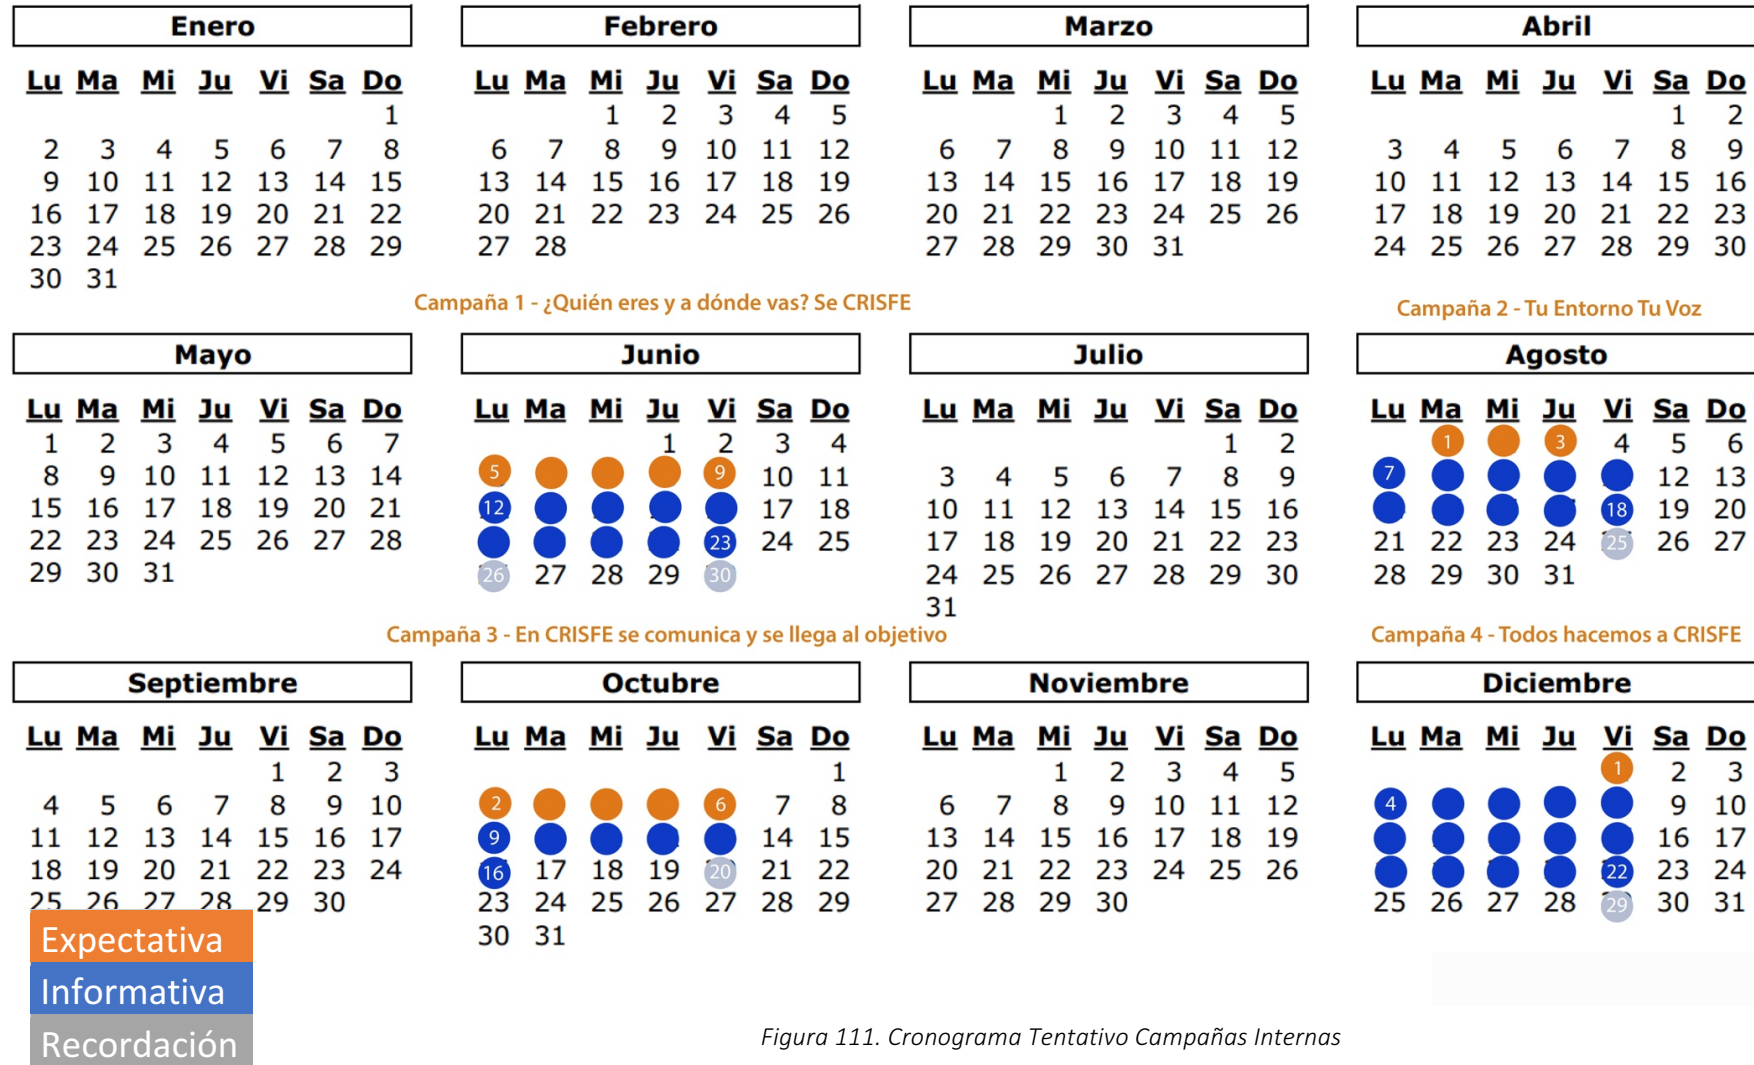 Enero Febrero Marzo Abril
Lu Ma Mi Ju Vi Sa Do Lu Ma Mi Ju Vi Sa Do Lu Ma Mi Ju Vi Sa Do Lu Ma Mi Ju Vi Sa Do
1 1 2 3 4 5 1 2 3 4 5 1 2
2 3 4 5 6 7 8 6 7 8 9 10 11 12 6 7 8 9 10 11 12 3 4 5 6 7 8 9
9 10 11 12 13 14 15 13 14 15 16 17 18 19 13 14 15 16 17 18 19 10 11 12 13 14 15 16
16 17 18 19 20 21 22 20 21 22 23 24 25 26 20 21 22 23 24 25 26 17 18 19 20 21 22 23
23 24 25 26 27 28 29 27 28 27 28 29 30 31 24 25 26 27 28 29 30
30 31
Campaña 1 - ¿Quién eres y a dónde vas? Se CRISFE Campaña 2 - Tu Entorno Tu Voz
Mayo Junio Julio Agosto
Lu Ma Mi Ju Vi Sa Do Lu Ma Mi Ju Vi Sa Do Lu Ma Mi Ju Vi Sa Do Lu Ma Mi Ju Vi Sa Do
1 2 3 4 5 6 7 1 2 3 4 1 2 1 3 4 5 6
8 9 10 11 12 13 14 5 9 10 11 3 4 5 6 7 8 9 7 12 13
15 16 17 18 19 20 21 12 17 18 10 11 12 13 14 15 16 18 19 20
22 23 24 25 26 27 28 23 24 25 17 18 19 20 21 22 23 21 22 23 24 25 26 27
29 30 31 26 27 28 29 30 24 25 26 27 28 29 30 28 29 30 31
31
Campaña 3 - En CRISFE se comunica y se llega al objetivo Campaña 4 - Todos hacemos a CRISFE
Septiembre Octubre Noviembre Diciembre
Lu Ma Mi Ju Vi Sa Do Lu Ma Mi Ju Vi Sa Do Lu Ma Mi Ju Vi Sa Do Lu Ma Mi Ju Vi Sa Do
1 2 3 1 1 2 3 4 5 1 2 3
4 5 6 7 8 9 10 2 6 7 8 6 7 8 9 10 11 12 4 9 10
11 12 13 14 15 16 17 9 14 15 13 14 15 16 17 18 19 16 17
18 19 20 21 22 23 24 16 17 18 19 20 21 22 20 21 22 23 24 25 26 22 23 24
25 26 27 28 29 30 23 24 25 26 27 28 29 27 28 29 30 25 26 27 28 29 30 31
30 31
Expectativa
Informativa
Recordación
Figura 111. Cronograma Tentativo Campañas Internas